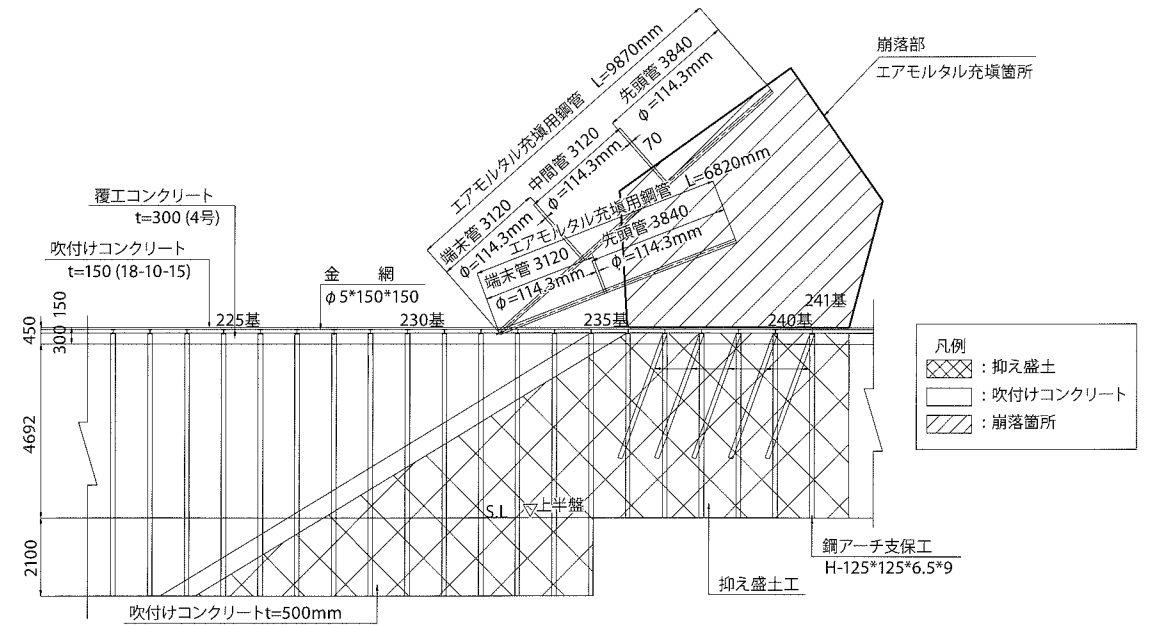 崩落部
エアモルタル充塡箇所
エアモルタル充塡用鋼管 L=9870mm
先頭管 3840
φ=114.3mm
中間管 3120
φ=114.3mm
端末管 3120
φ=114.3mm
70
エアモルタル充塡用鋼管 L=6820mm
先頭管 3840
φ=114.3mm
端末管 3120
φ=114.3mm
覆工コンクリート
t=300 (4号)
吹付けコンクリート
t=150 (18-10-15)
金 網
φ5*150*150
450
300 150
4692
2100
225基
230基
235基
240基
241基
凡例
：抑え盛土
：吹付けコンクリート
：崩落箇所
S.L
上半盤
鋼アーチ支保工
H-125*125*6.5*9
抑え盛土工
吹付けコンクリートt=500mm